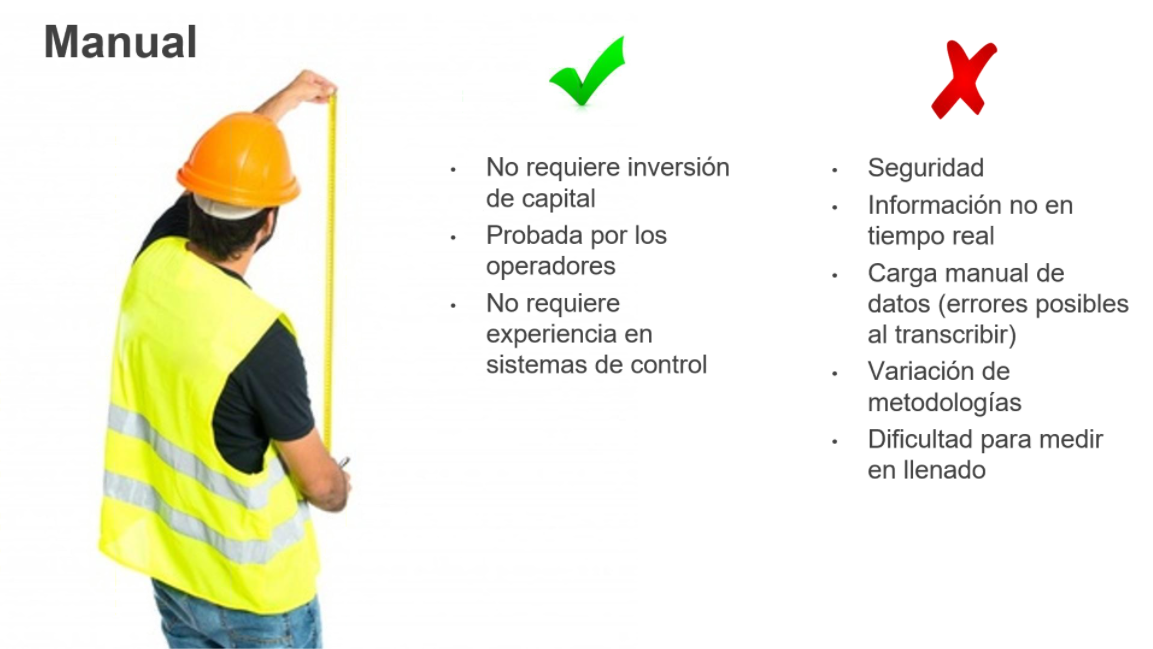 Manual
• No requiere inversión
de capital
• Probada por los
operadores
• No requiere
experiencia en
sistemas de control
• Seguridad
• Información no en
tiempo real
• Carga manual de
datos (errores posibles
al transcribir)
• Variación de
metodologías
• Dificultad para medir
en llenado